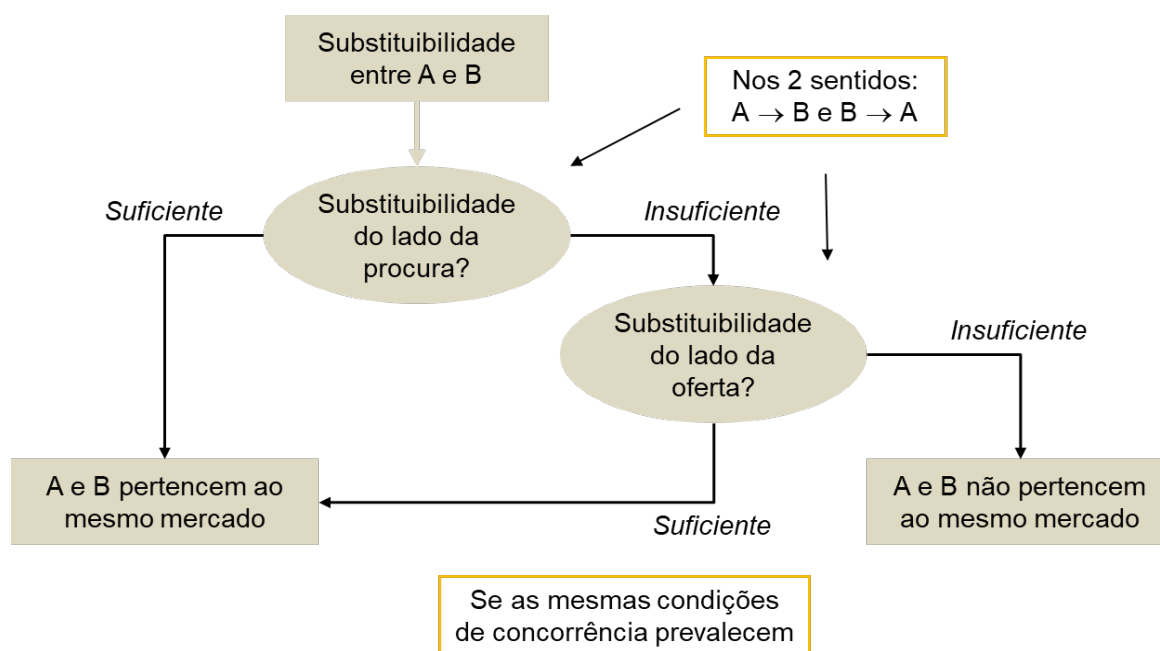 Substituibilidade
entre A e B
Nos 2 sentidos:
A → B e B → A
Suficiente
Substituibilidade
do lado da
procura?
Insuficiente
Substituibilidade
do lado da
oferta?
Insuficiente
A e B pertencem ao
mesmo mercado
A e B não pertencem
ao mesmo mercado
Suficiente
Se as mesmas condições
de concorrência prevalecem